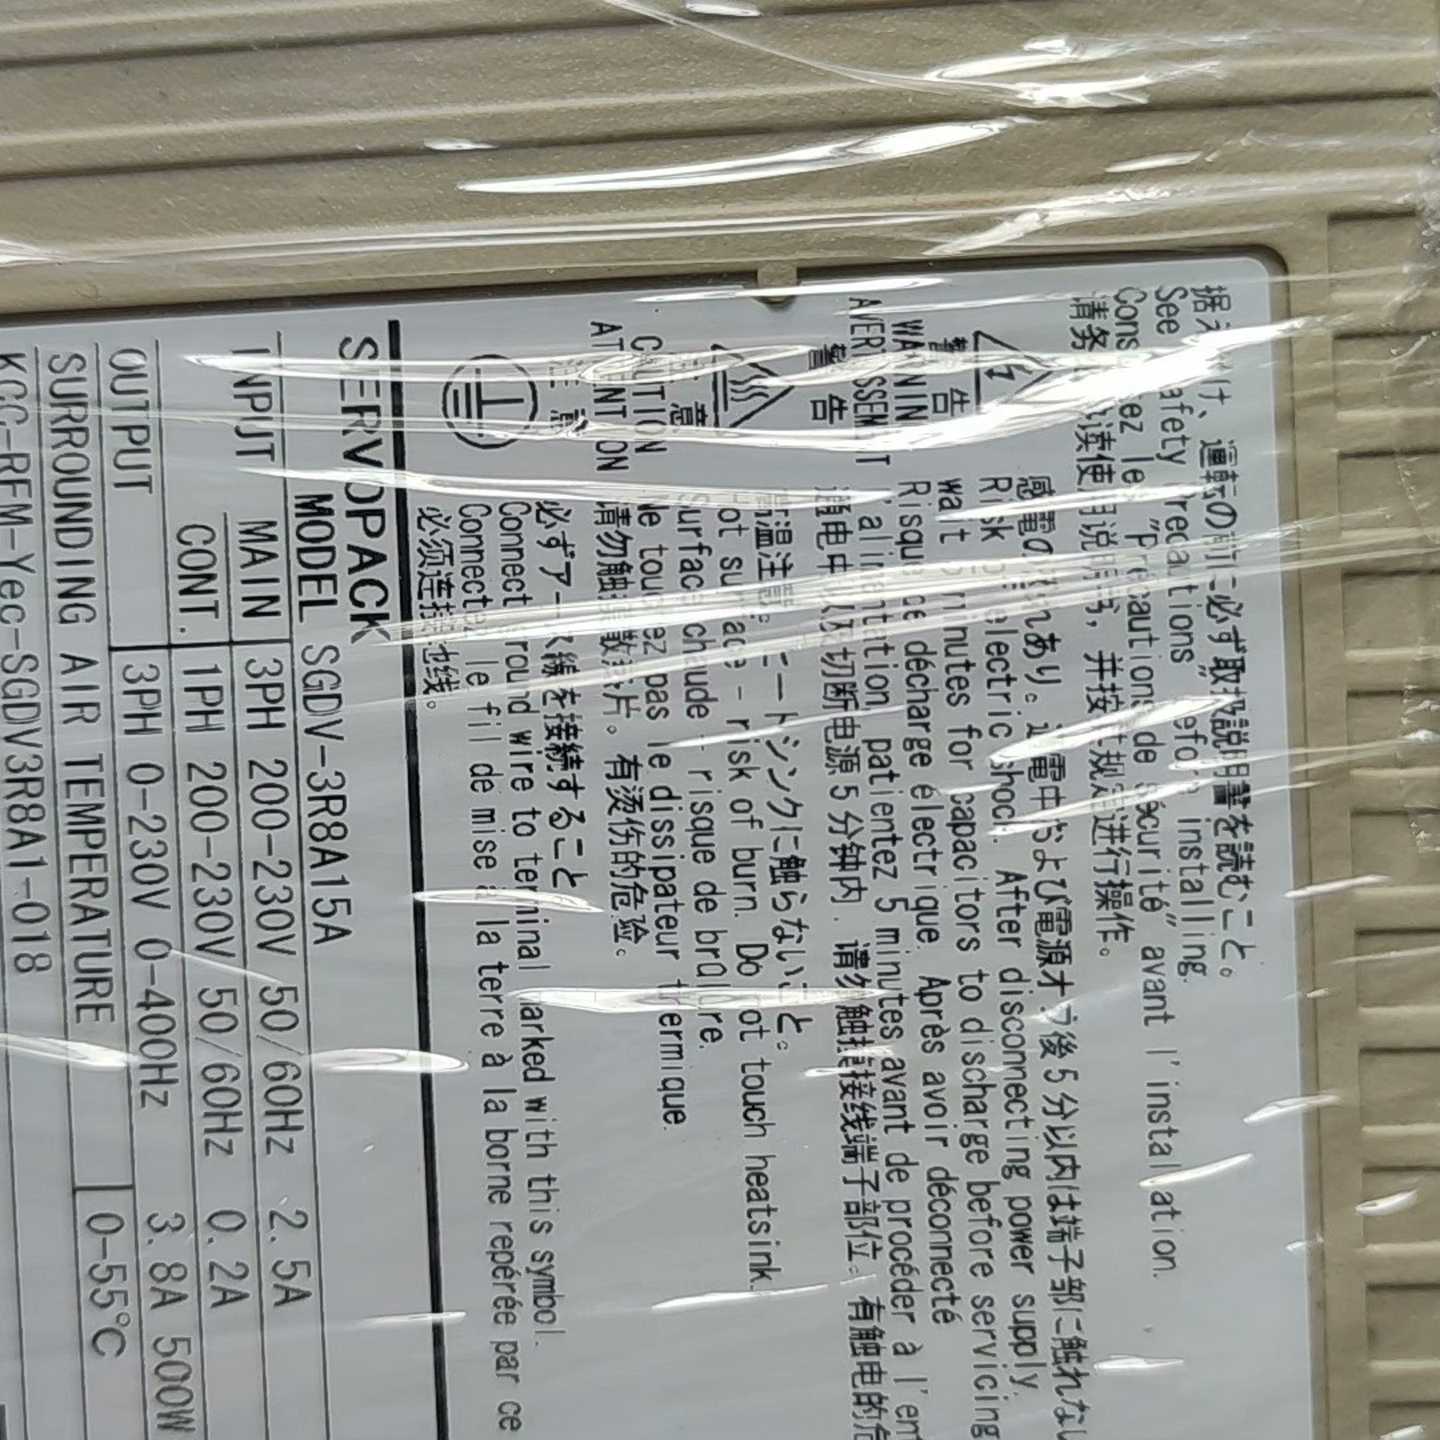 据え付け、運転の前に必ず取扱説明書を読むこと。
See Safety Precautions before installing.
Consultez les "Précautions de sécurité" avant l'installation.
请务必阅读使用说明书，并按其规定进行操作。
警告
WARNING
AVERTISSEMENT
警告
感電の恐れあり。通電中および電源オフ後5分以内は端子部に触れない
Risk of electric shock. After disconnecting power supply,
wait 5 minutes for capacitors to discharge before servicing
Risque de décharge électrique. Après avoir déconnecté
l'alimentation, patientez 5 minutes avant de procéder à l'ent
通电中以及切断电源5分钟内，请勿触摸接线端子部位。有触电的危
注意
CAUTION
ATTENTION
注意
高温注意。ヒートシンクに触らないこと。
Hot surface - risk of burn. Do not touch heatsink.
Surface chaude - risque de brûlure.
Ne touchez pas le dissipateur thermique.
请勿触摸散热片。有烫伤的危险。
必ずアース線を接続すること
Connect ground wire to terminal marked with this symbol.
Connectez le fil de mise à la terre à la borne repérée par ce
必须连接地线。
SERVOPACK
MODEL SGDV-3R8A15A
INPUT MAIN 3PH 200-230V 50/60Hz 2.5A
CONT. 1PH 200-230V 50/60Hz 0.2A
OUTPUT 3PH 0-230V 0-400Hz 3.8A 500W
SURROUNDING AIR TEMPERATURE 0-55°C
KCC-REM-Yec-SGDV3R8A1-018